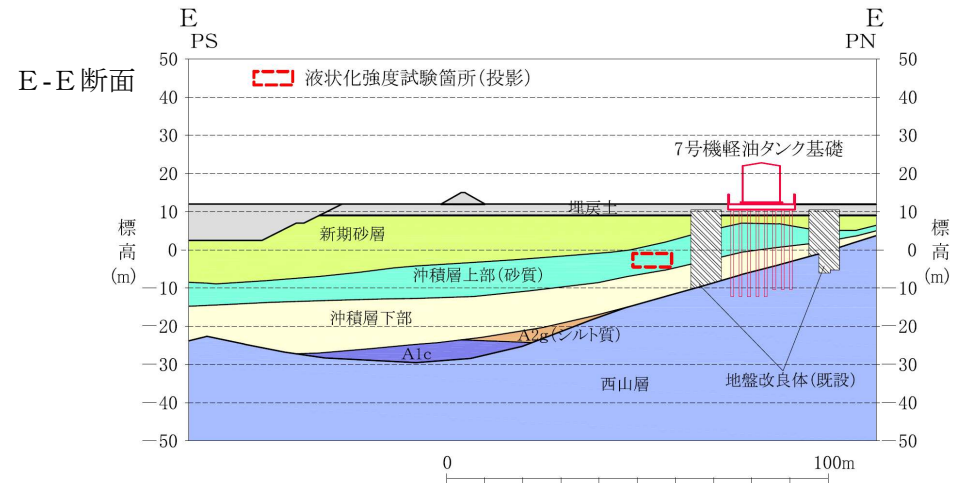 E
E
PS
PN
E-E断面
50
40
30
20
10
0
−10
−20
−30
−40
−50
標高(m)
50
40
30
20
10
0
−10
−20
−30
−40
−50
標高(m)
液状化強度試験箇所(投影)
7号機軽油タンク基礎
埋戻土
新期砂層
沖積層上部(砂質)
沖積層下部
A2g(シルト質)
A1c
西山層
地盤改良体(既設)
0
100m